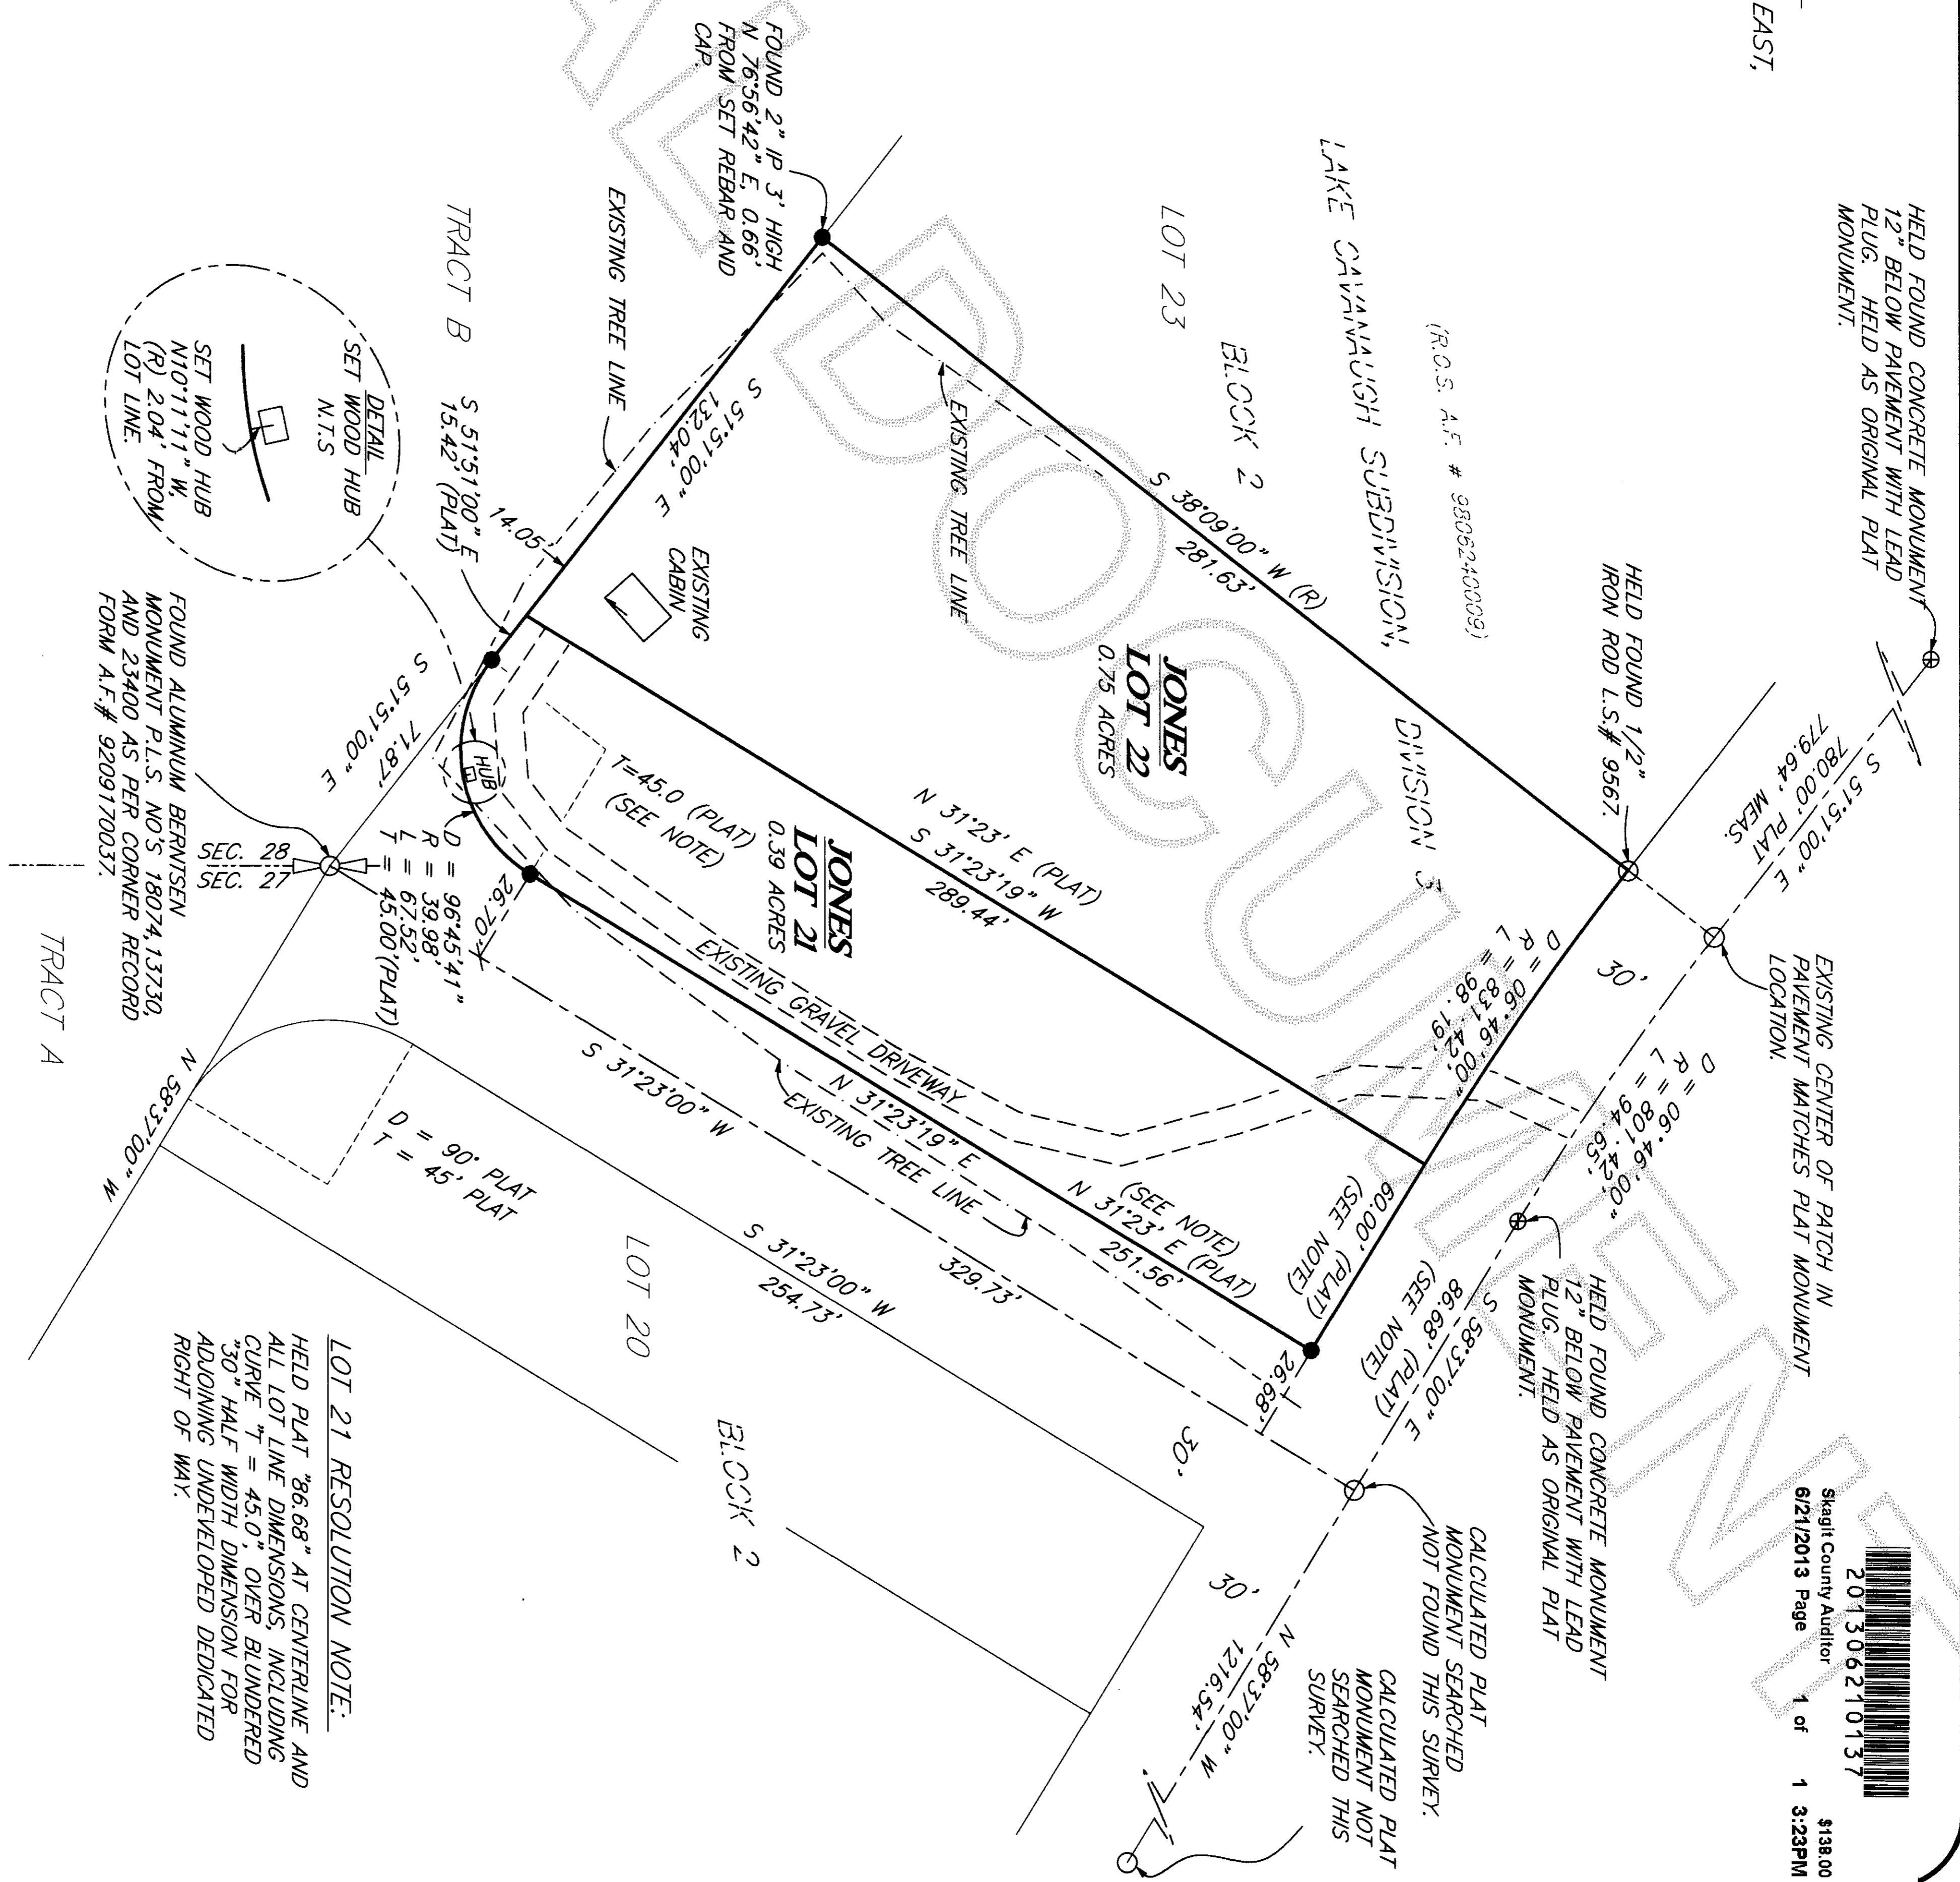 EAST,
HELD FOUND CONCRETE MONUMENT
12" BELOW PAVEMENT WITH LEAD
PLUG. HELD AS ORIGINAL PLAT
MONUMENT.
201306210137
Skagit County Auditor $138.00
6/21/2013 Page 1 of 1 3:23PM
S 51°51'00" E
780.00' PLAT
779.64' MEAS.
EXISTING CENTER OF PATCH IN
PAVEMENT MATCHES PLAT MONUMENT
LOCATION.
HELD FOUND 1/2"
IRON ROD L.S.# 9567.
30'
D = 06°46'00"
R = 801.42'
L = 94.65'
D = 06°46'00"
R = 831.42'
L = 98.19'
HELD FOUND CONCRETE MONUMENT
12" BELOW PAVEMENT WITH LEAD
PLUG. HELD AS ORIGINAL PLAT
MONUMENT.
S 58°37'00" E
86.68' (PLAT)
(SEE NOTE)
60.00' (PLAT)
(SEE NOTE)
CALCULATED PLAT
MONUMENT SEARCHED
NOT FOUND THIS SURVEY.
CALCULATED PLAT
MONUMENT NOT
SEARCHED THIS
SURVEY.
N 58°37'00" W
1216.54'
30'
30'
26.68'
(R.O.S. A.F. # 9806240009)
LAKE CAVANAUGH SUBDIVISION,
DIVISION 3
BLOCK 2
LOT 23
S 38°09'00" W (R)
281.63'
JONES
LOT 22
0.75 ACRES
EXISTING TREE LINE
N 31°23' E (PLAT)
S 31°23'19" W
289.44'
JONES
LOT 21
0.39 ACRES
T=45.0 (PLAT)
(SEE NOTE)
EXISTING GRAVEL DRIVEWAY
(SEE NOTE)
N 31°23' E (PLAT)
N 31°23'19" E
251.56'
EXISTING TREE LINE
S 31°23'00" W
329.73'
S 31°23'00" W
254.73'
FOUND 2" IP 3' HIGH
N 76°56'42" E, 0.66'
FROM SET REBAR AND
CAP.
EXISTING TREE LINE
S 51°51'00" E
132.04'
EXISTING
CABIN
TRACT B
S 51°51'00" E
15.42' (PLAT)
14.05'
DETAIL
SET WOOD HUB
N.T.S
SET WOOD HUB
N10°11'11" W,
(R) 2.04' FROM
LOT LINE.
HUB
S 51°51'00" E
71.87'
D = 96°45'41"
R = 39.98'
L = 67.52'
T = 45.00'(PLAT)
26.70'
SEC. 28
SEC. 27
FOUND ALUMINUM BERNTSEN
MONUMENT P.L.S. NO'S 18074,13730,
AND 23400 AS PER CORNER RECORD
FORM A.F.# 9209170037.
TRACT A
N 58°37'00" W
D = 90° PLAT
T = 45' PLAT
LOT 20
BLOCK 2
LOT 21 RESOLUTION NOTE:
HELD PLAT "86.68" AT CENTERLINE AND
ALL LOT LINE DIMENSIONS, INCLUDING
CURVE "T = 45.0", OVER BLUNDERED
"30" HALF WIDTH DIMENSION FOR
ADJOINING UNDEVELOPED DEDICATED
RIGHT OF WAY.
AL DOCUMENT